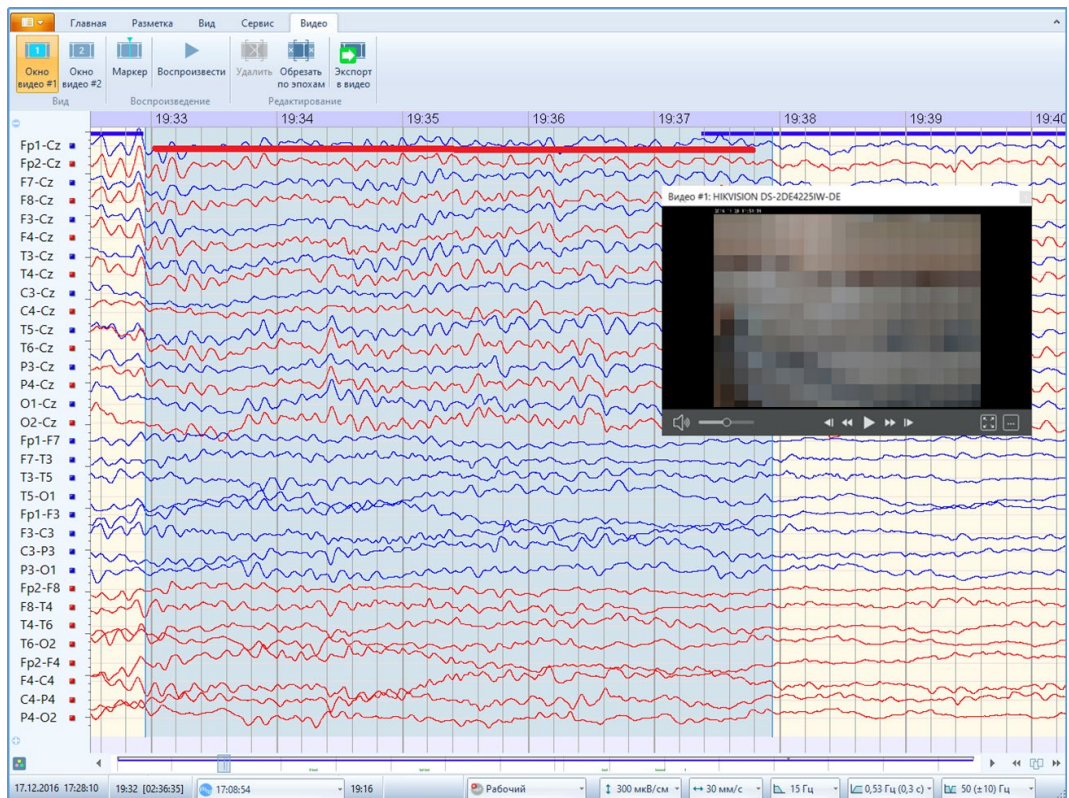 Главная Разметка Вид Сервис Видео
Окно видео #1
Окно видео #2
Маркер
Воспроизвести
Удалить
Обрезать по эпохам
Экспорт в видео
Вид Воспроизведение Редактирование
19:33 19:34 19:35 19:36 19:37 19:38 19:39 19:40
Fp1-Cz
Fp2-Cz
F7-Cz
F8-Cz
Видео #1: HIKVISION DS-2DE4225IW-DE
F3-Cz
F4-Cz
T3-Cz
T4-Cz
C3-Cz
C4-Cz
T5-Cz
T6-Cz
P3-Cz
P4-Cz
O1-Cz
O2-Cz
Fp1-F7
F7-T3
T3-T5
T5-O1
Fp1-F3
F3-C3
C3-P3
P3-O1
Fp2-F8
F8-T4
T4-T6
T6-O2
Fp2-F4
F4-C4
C4-P4
P4-O2
17.12.2016 17:28:10 19:32 [02:36:35] 17:08:54 19:16 Рабочий 300 мкВ/см 30 мм/с 15 Гц 0,53 Гц (0,3 с) 50 (±10) Гц